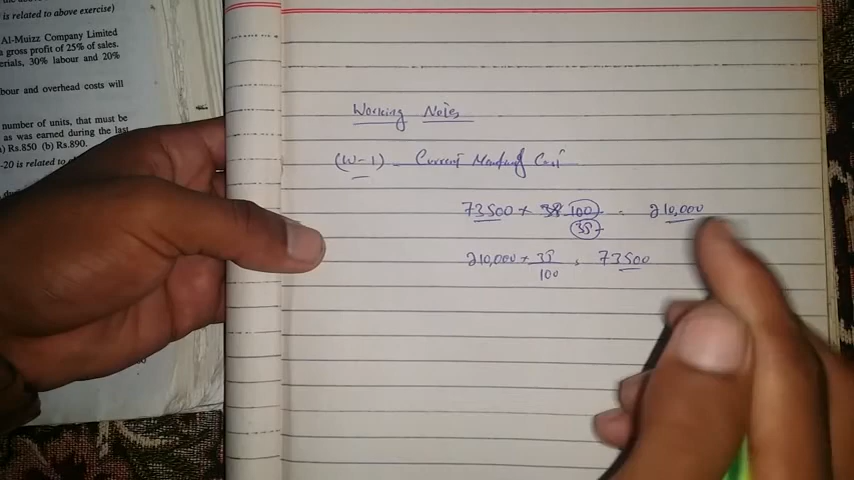 is related to above exercise)
Al-Muizz Company Limited
a gross profit of 25% of sales.
erials, 30% labour and 20%
bour and overhead costs will
number of units, that must be
as was earned during the last
) Rs.850 (b) Rs.890.
-20 is related to
Working Notes
(W-1) - Current Manuf Cost
73500 × 100 = 210,000
35
210,000 × 35 = 73500
100